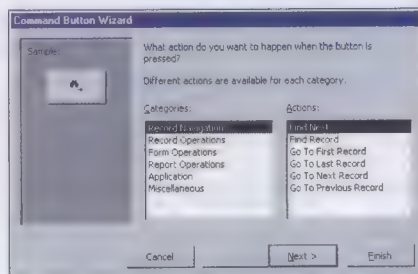 Command Button Wizard
Sample:
What action do you want to happen when the button is
pressed?
Different actions are available for each category.
Categories:
Actions:
Record Navigation
Record Operations
Form Operations
Report Operations
Application
Miscellaneous
Find Next
Find Record
Go To First Record
Go To Last Record
Go To Next Record
Go To Previous Record
Cancel
Next >
Finish